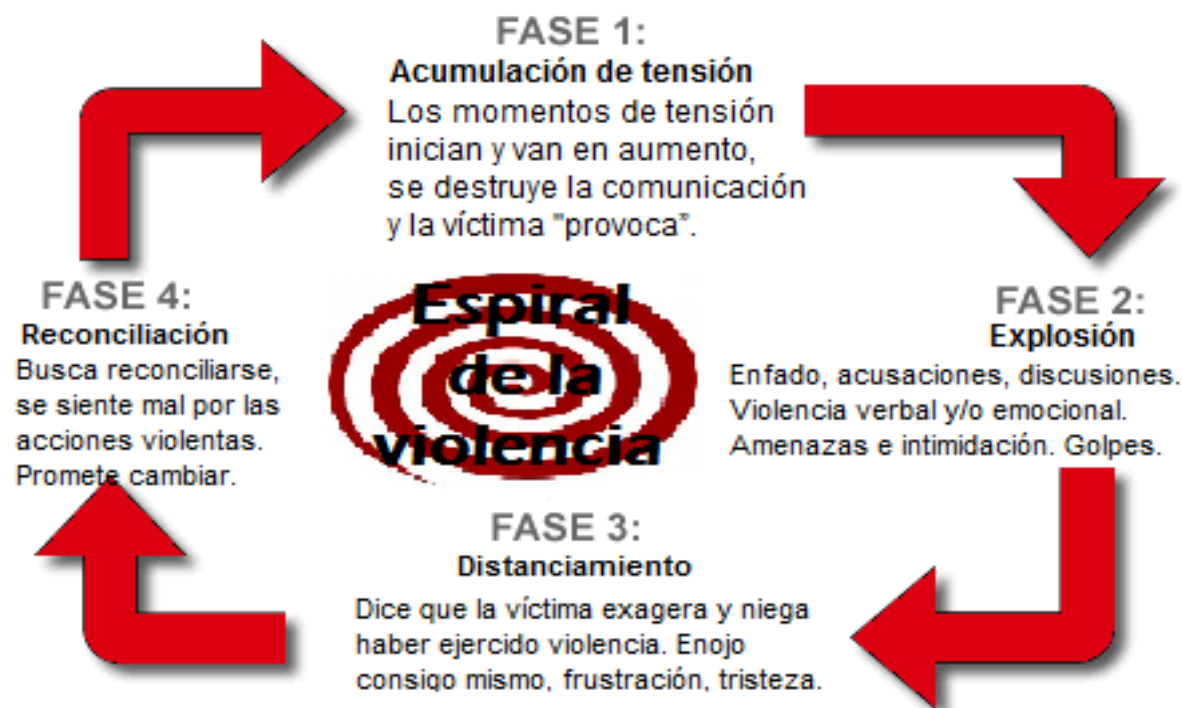 FASE 1:
Acumulación de tensión
Los momentos de tensión
inician y van en aumento,
se destruye la comunicación
y la víctima "provoca”.
FASE 2:
Explosión
Enfado, acusaciones, discusiones.
Violencia verbal y/o emocional.
Amenazas e intimidación. Golpes.
FASE 3:
Distanciamiento
Dice que la víctima exagera y niega
haber ejercido violencia. Enojo
consigo mismo, frustración, tristeza.
FASE 4:
Reconciliación
Busca reconciliarse,
se siente mal por las
acciones violentas.
Promete cambiar.
Espiral
de la
violencia